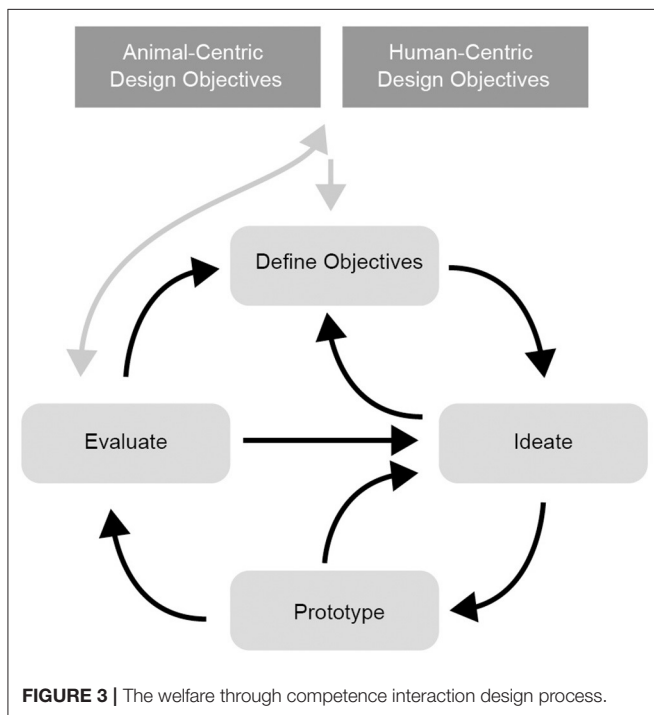 Animal-Centric
Design Objectives
Human-Centric
Design Objectives
Define Objectives
Evaluate
Ideate
Prototype
FIGURE 3 | The welfare through competence interaction design process.